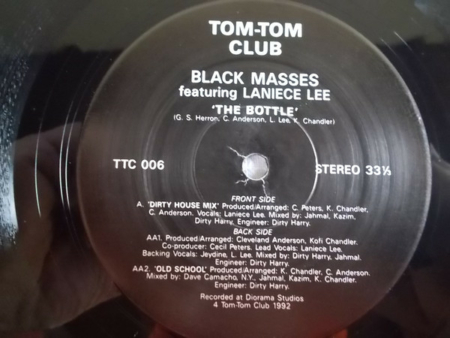 TOM-TOM
CLUB
BLACK MASSES
featuring LANIECE LEE
'THE BOTTLE'
(G. S. Herron, C. Anderson, L. Lee, K. Chandler)
TTC 006
STEREO 33⅓
FRONT SIDE
A. 'DIRTY HOUSE MIX' Produced/Arranged: C. Peters, K. Chandler,
C. Anderson. Vocals: Laniece Lee. Mixed by: Jahmal, Kazim,
Dirty Harry, Engineer: Dirty Harry.
BACK SIDE
AA1. Produced/Arranged: Cleveland Anderson, Kofi Chandler.
Co-producer: Cecil Peters. Lead Vocals: Laniece Lee.
Backing Vocals: Jeydine, L. Lee. Mixed by: Dirty Harry, Jahmal.
Engineer: Dirty Harry.
AA2. 'OLD SCHOOL' Produced/Arranged: K. Chandler, C. Anderson.
Mixed by: Dave Camacho, N.Y., Jahmal, Kazim, K. Chandler.
Engineer: Dirty Harry.
Recorded at Diorama Studios
4 Tom-Tom Club 1992